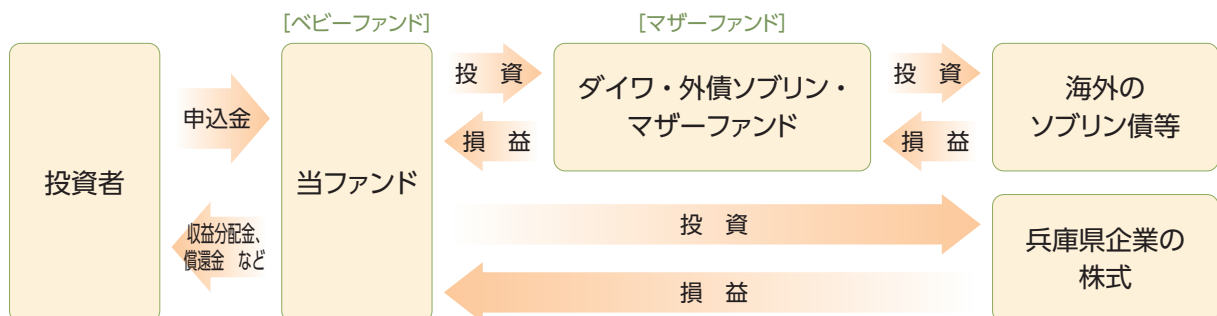 [ベビーファンド]
[マザーファンド]
投資者
申込金
収益分配金、
償還金 など
当ファンド
投 資
損 益
ダイワ・外債ソブリン・
マザーファンド
投 資
損 益
海外の
ソブリン債等
投 資
損 益
兵庫県企業の
株式